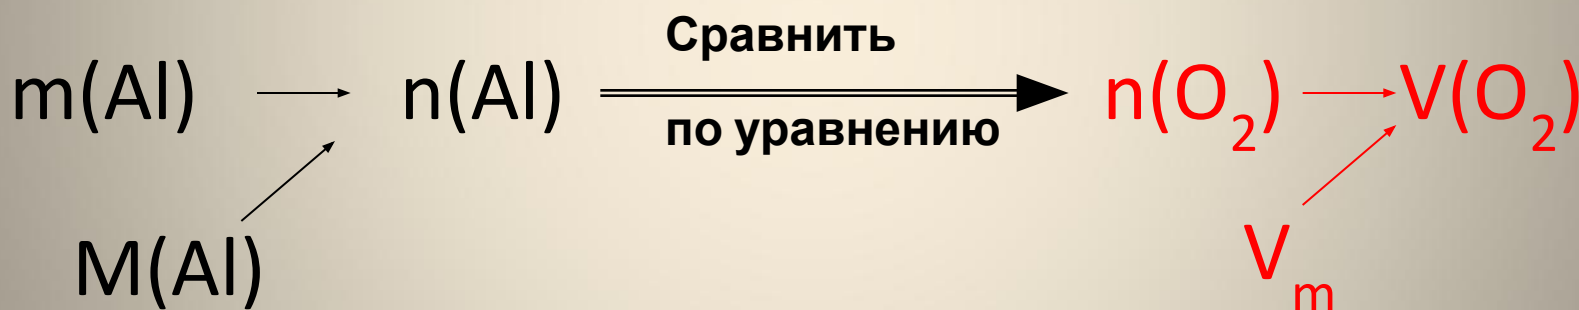 Сравнить
m(Al) n(Al) n(O₂) V(O₂)
по уравнению
M(Al) Vₘ